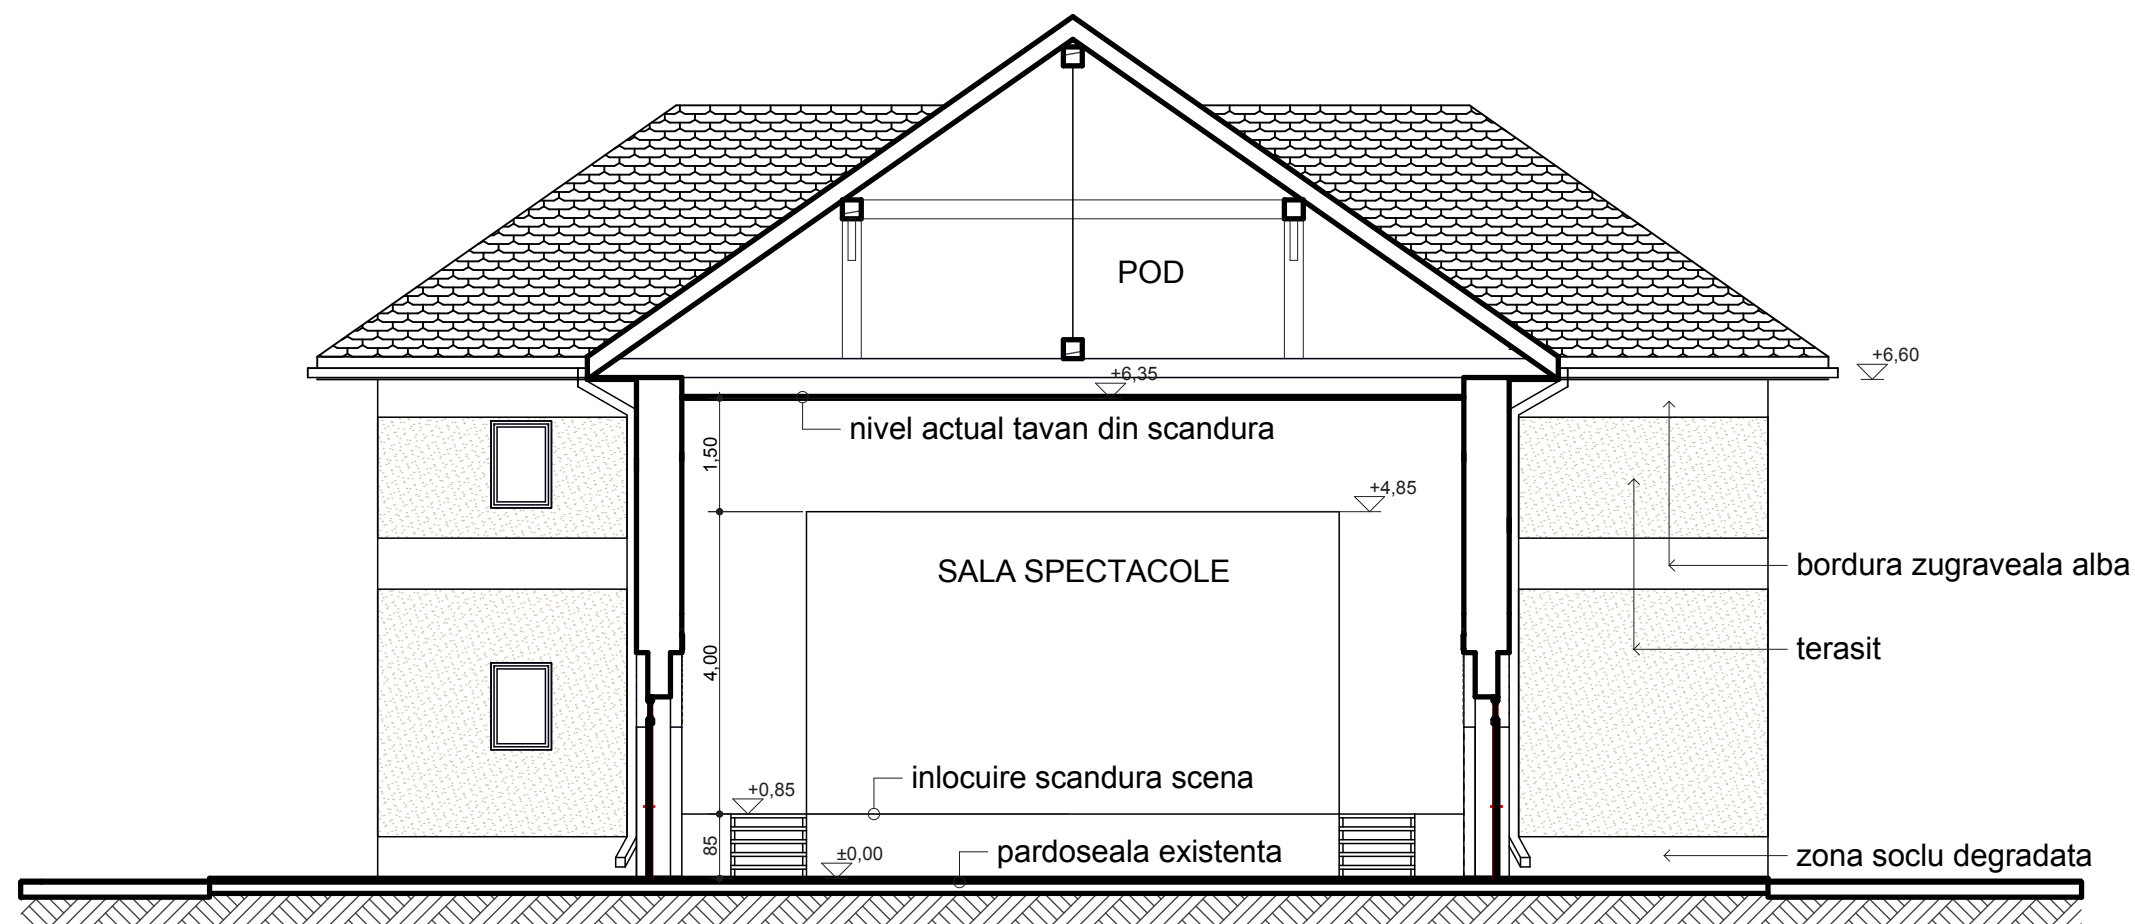 POD
+6,60
+6,35
nivel actual tavan din scandura
1,50
+4,85
SALA SPECTACOLE
bordura zugraveala alba
terasit
4,00
inlocuire scandura scena
+0,85
85
±0,00
pardoseala existenta
zona soclu degradata